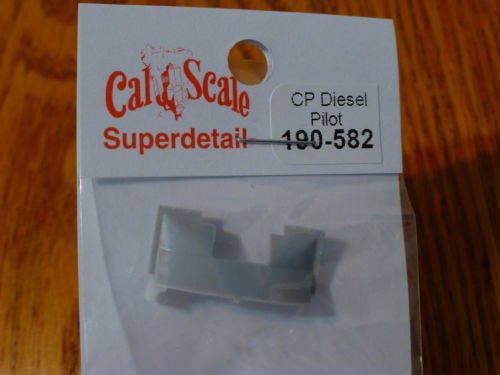 Cal Scale
Superdetail
CP Diesel
Pilot
190-582